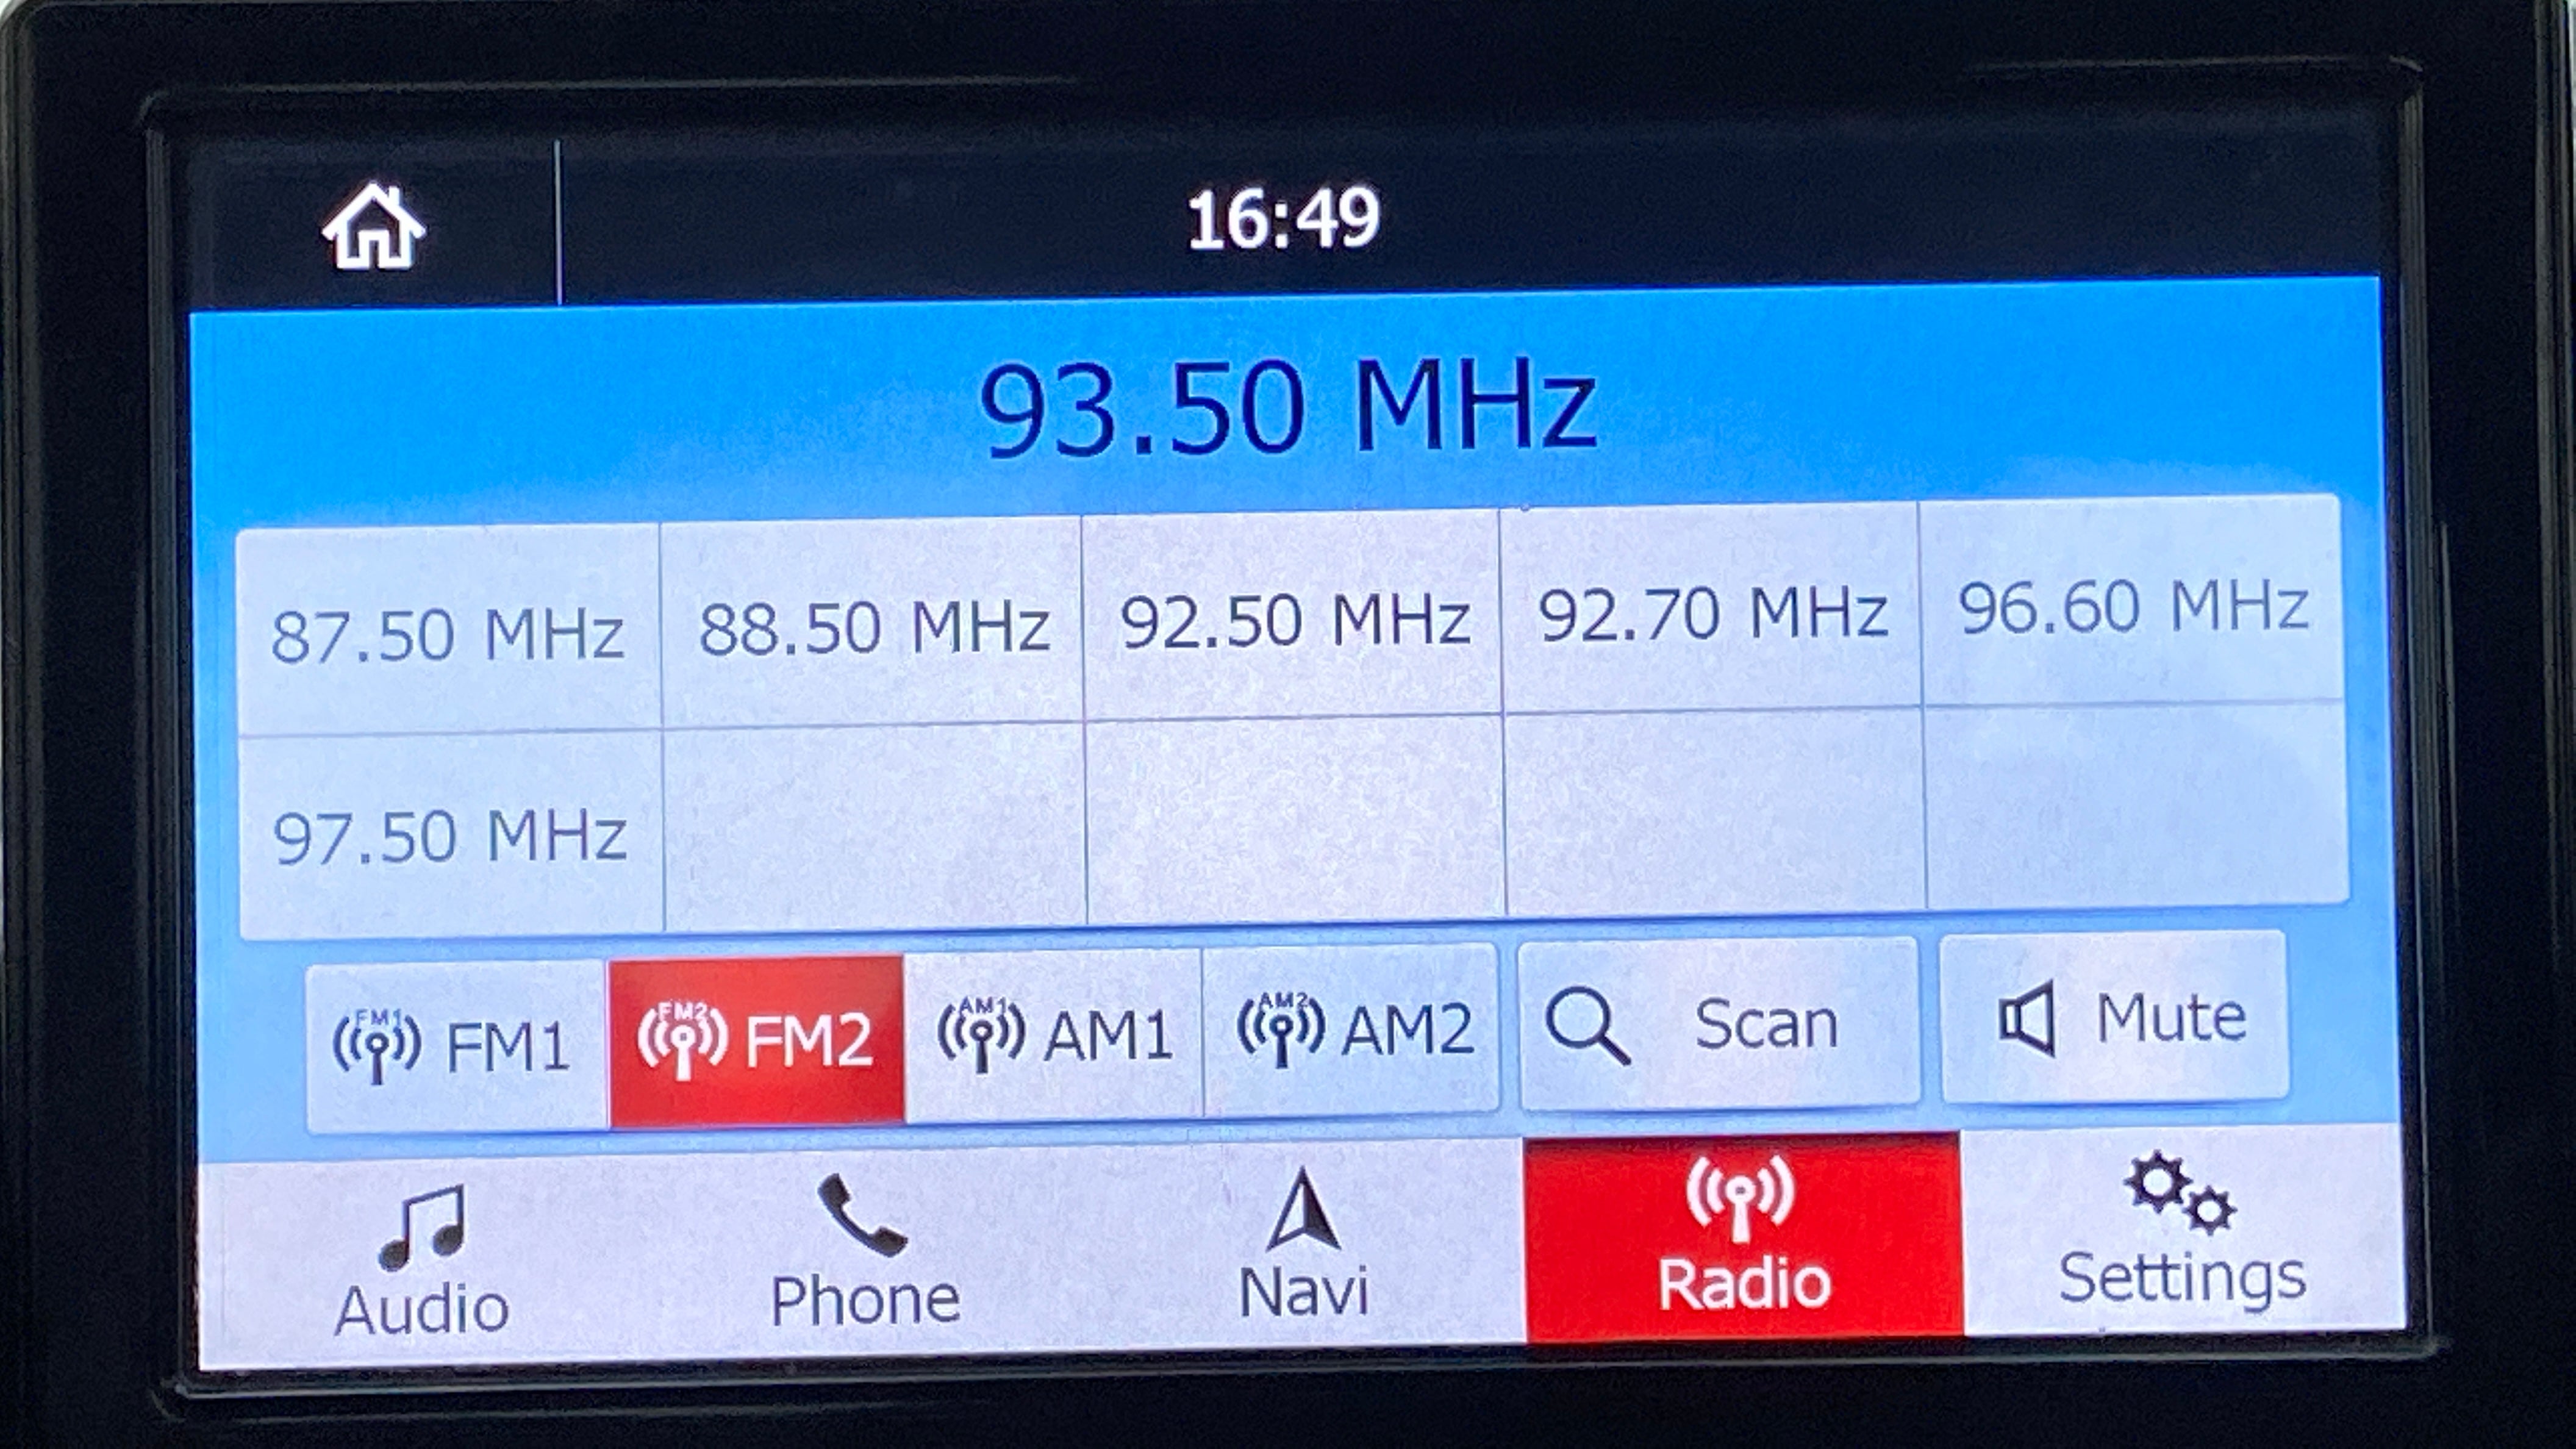 16:49
93.50 MHz
87.50 MHz 88.50 MHz 92.50 MHz 92.70 MHz 96.60 MHz
97.50 MHz
FM1 FM1 FM2 FM2 AM1 AM1 AM2 AM2 Scan Mute
Audio Phone Navi Radio Settings